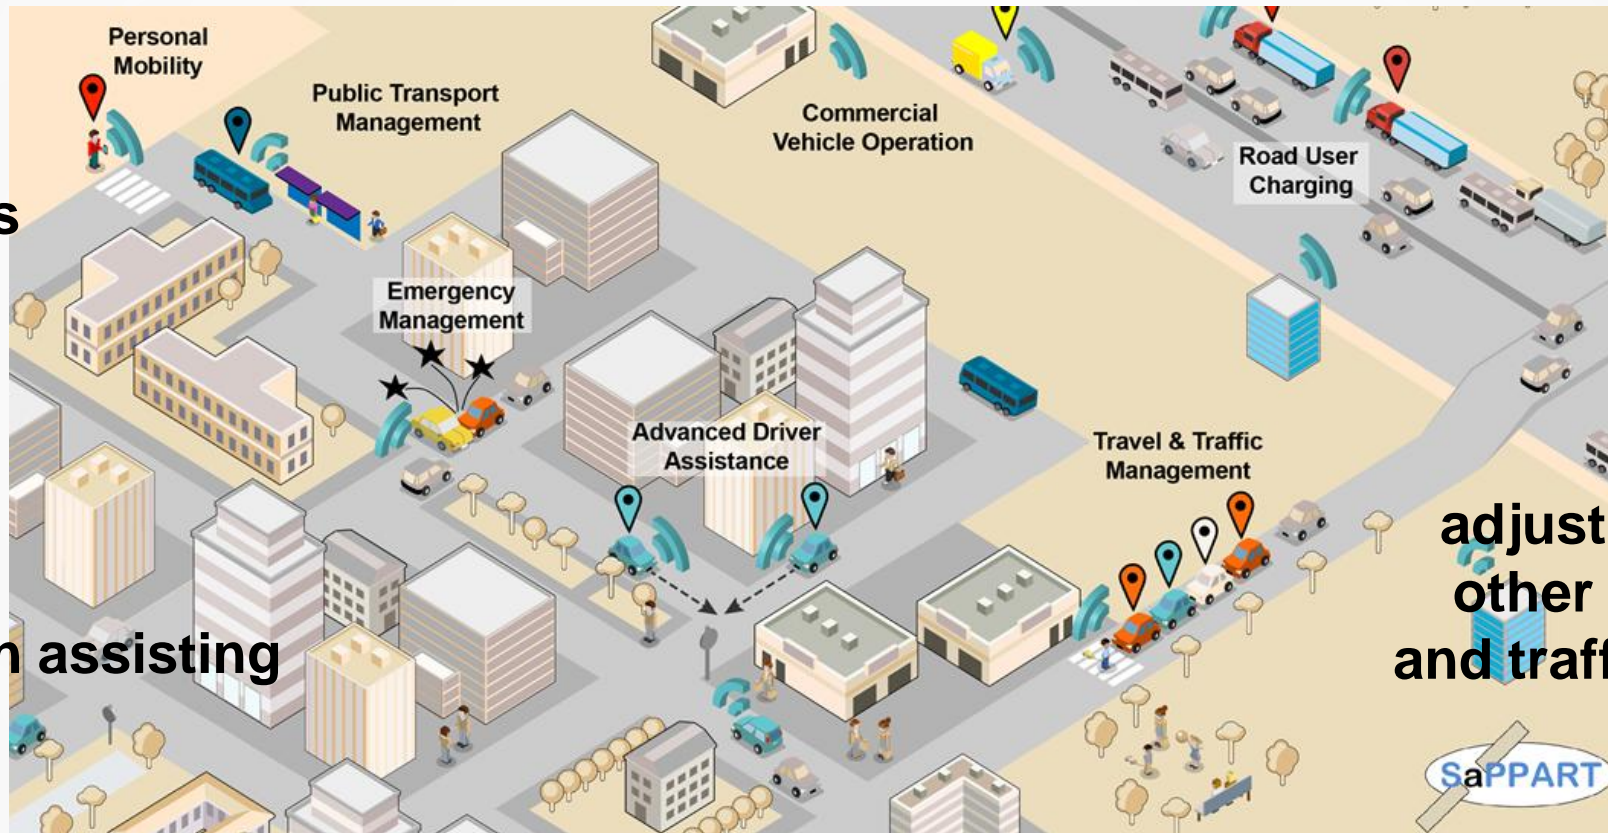 Personal
Mobility
Public Transport
Management
Commercial
Vehicle Operation
Road User
Charging
s
Emergency
Management
Advanced Driver
Assistance
Travel & Traffic
Management
adjust
other
and traff
n assisting
SaPPART